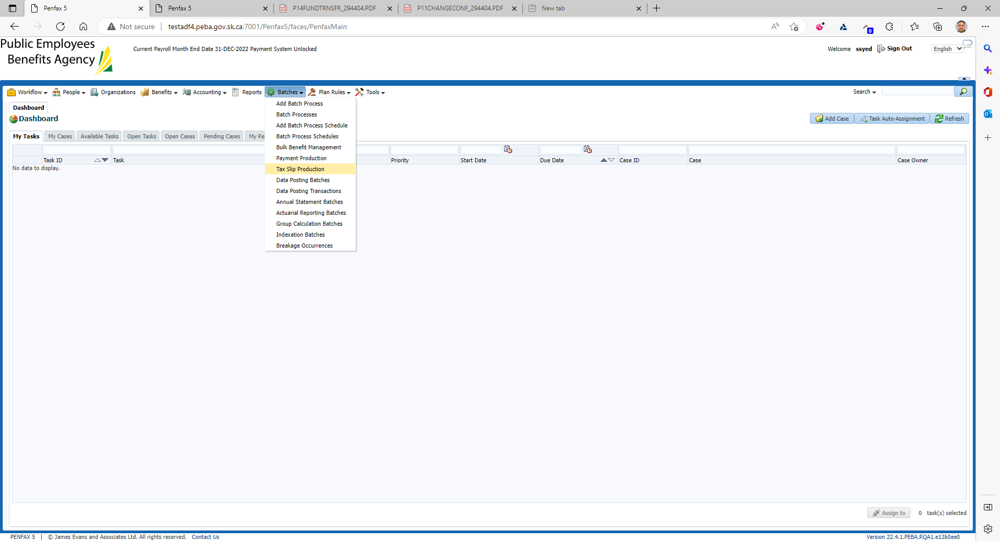 Penfax 5
Penfax 5
P14FUNDTRNSFR_294404.PDF
P11CHANGECONF_294404.PDF
New tab
Not secure
testadf4.peba.gov.sk.ca:7001/Penfax5/faces/PenfaxMain
0
Public Employees
Benefits Agency
Current Payroll Month End Date 31-DEC-2022 Payment System Unlocked
Welcome ssyed Sign Out
English
Workflow People Organizations Benefits Accounting Reports Batches Plan Rules Tools
Search
Dashboard
Dashboard
Add Case Task Auto-Assignment Refresh
My Tasks My Cases Available Tasks Open Tasks Open Cases Pending Cases My Re
Add Batch Process
Batch Processes
Add Batch Process Schedule
Batch Process Schedules
Bulk Benefit Management
Payment Production
Tax Slip Production
Data Posting Batches
Data Posting Transactions
Annual Statement Batches
Actuarial Reporting Batches
Group Calculation Batches
Indexation Batches
Breakage Occurrences
Task ID Task Priority Start Date Due Date Case ID Case Case Owner
No data to display.
Assign to 0 task(s) selected
PENFAX 5 | © James Evans and Associates Ltd. All rights reserved. Contact Us
Version 22.4.1.PEBA.RQA1.e13b0ee0